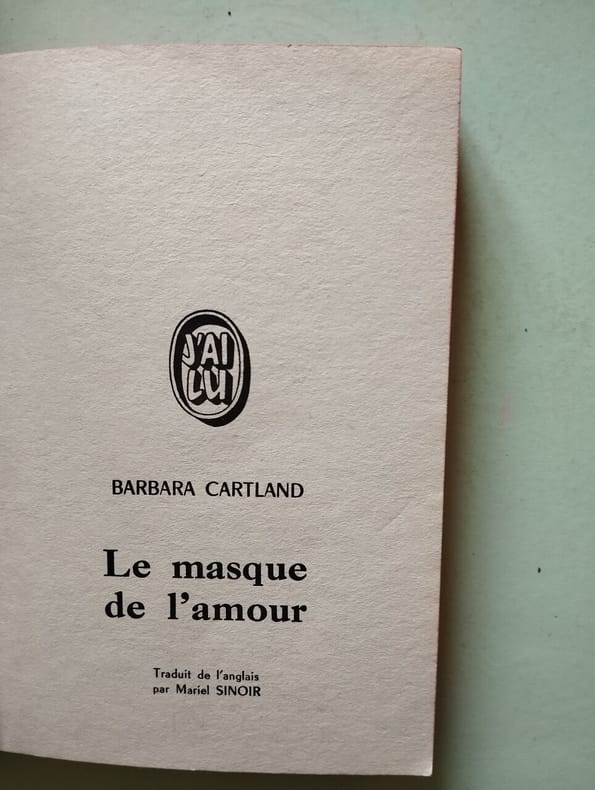 J'AI
LU
BARBARA CARTLAND
Le masque
de l'amour
Traduit de l'anglais
par Mariel SINOIR